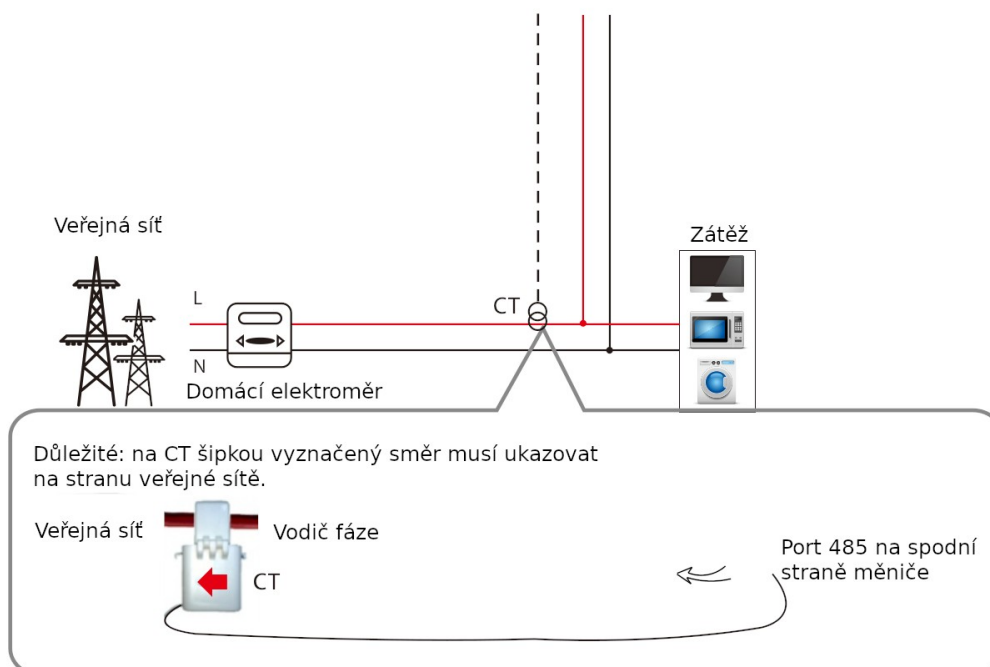 Veřejná síť
Zátěž
L
CT
N
Domácí elektroměr
Důležité: na CT šipkou vyznačený směr musí ukazovat
na stranu veřejné sítě.
Veřejná síť
Vodič fáze
CT
Port 485 na spodní
straně měniče